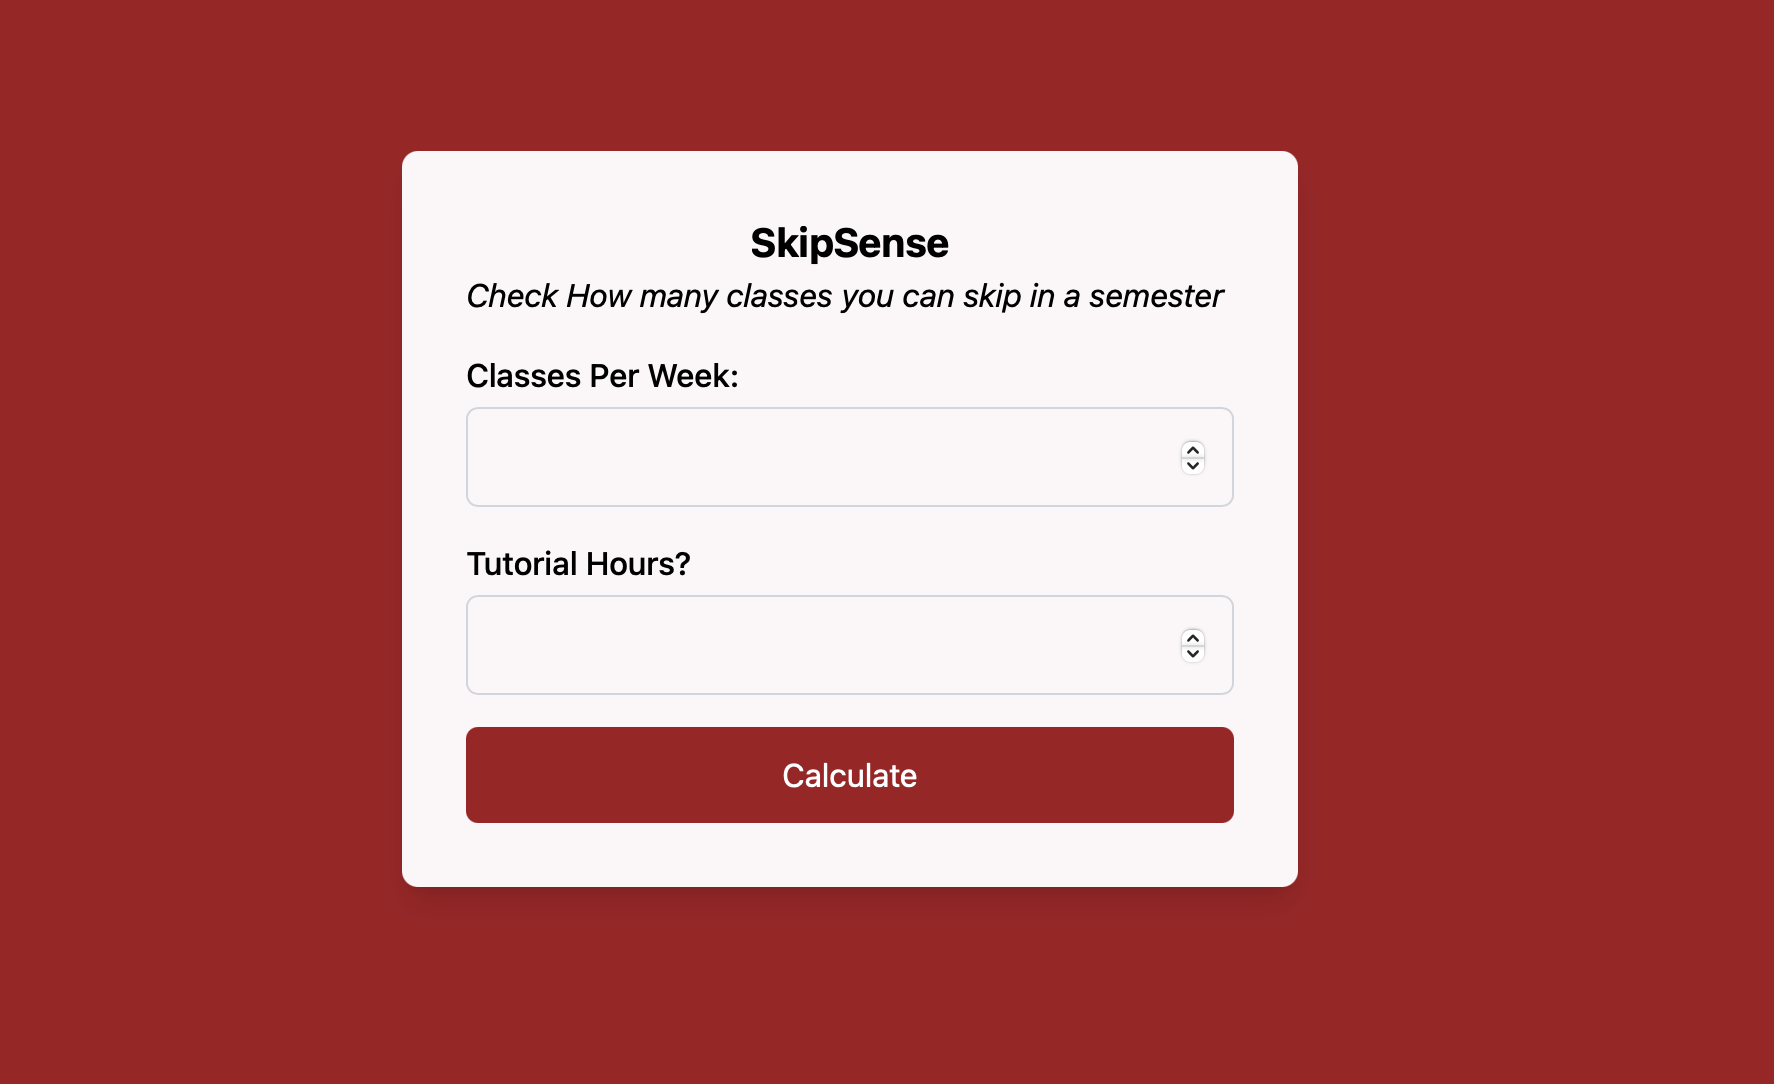 SkipSense
Check How many classes you can skip in a semester
Classes Per Week:
Tutorial Hours?
Calculate